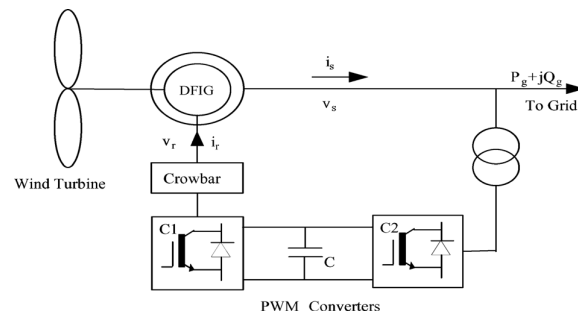 i_s
P_g+jQ_g
DFIG
v_s
To Grid
v_r
i_r
Wind Turbine
Crowbar
C1
C2
C
PWM Converters